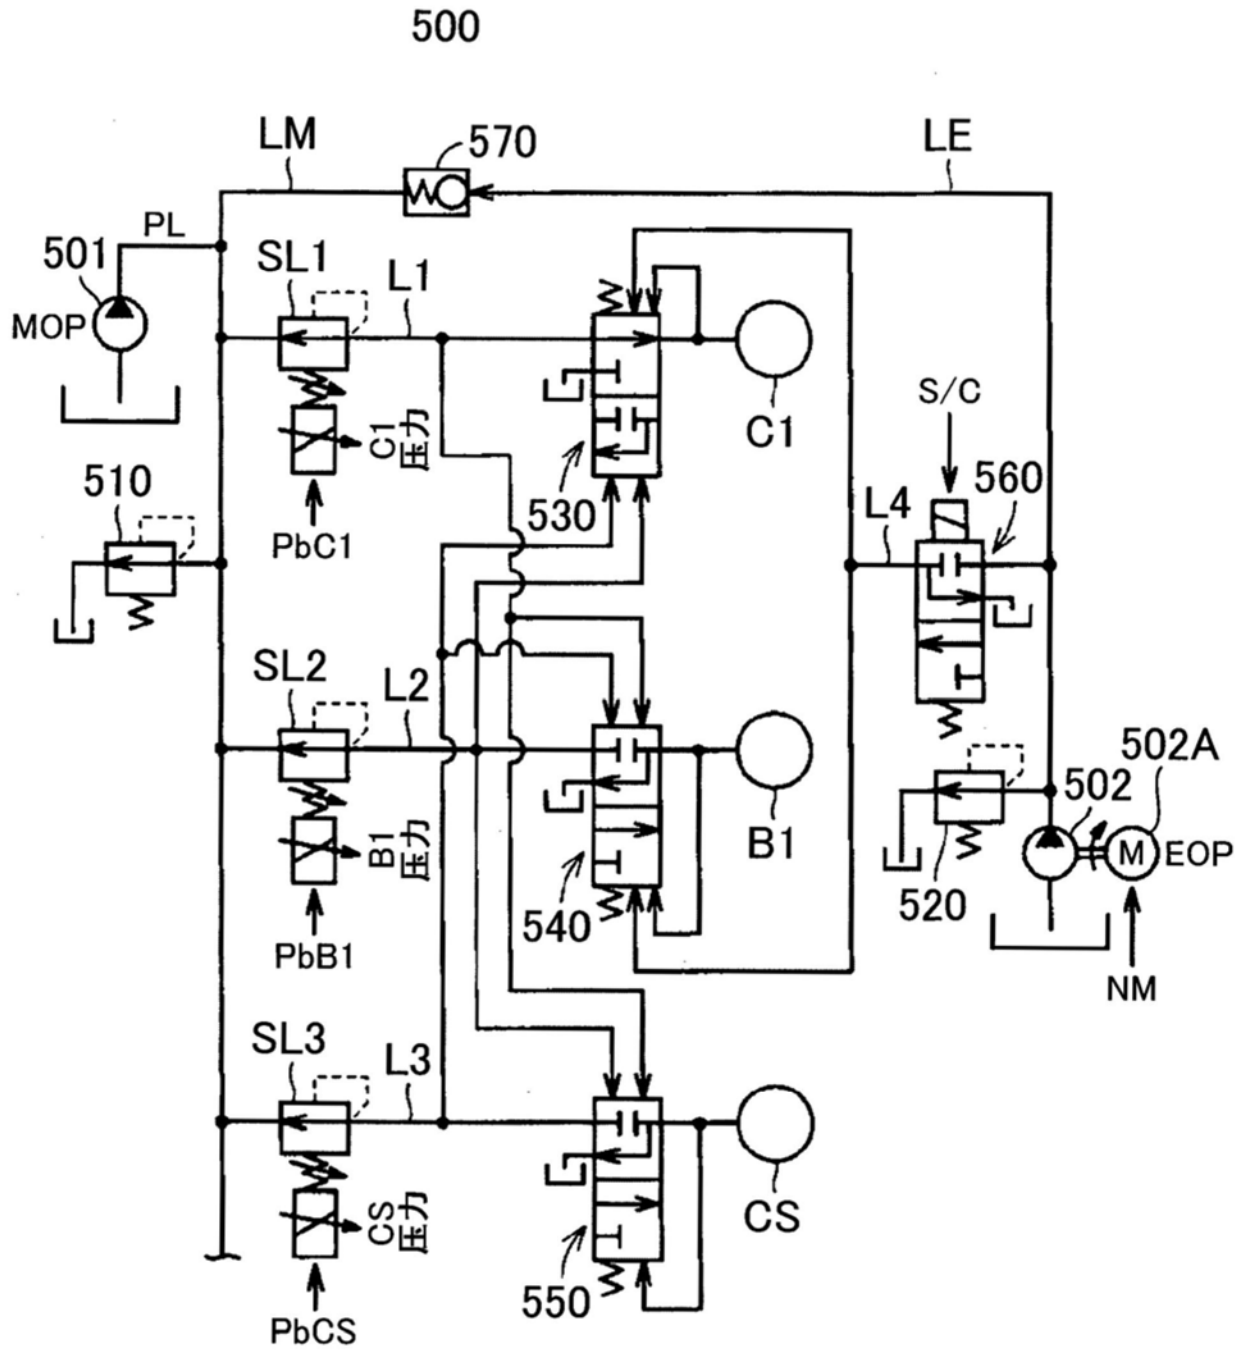 500
LM
570
LE
PL
501
SL1
L1
MOP
S/C
C1
C1
压力
510
530
L4
560
PbC1
SL2
L2
502A
502
B1
B1
压力
M
EOP
540
520
PbB1
NM
SL3
L3
CS
CS
压力
550
PbCS